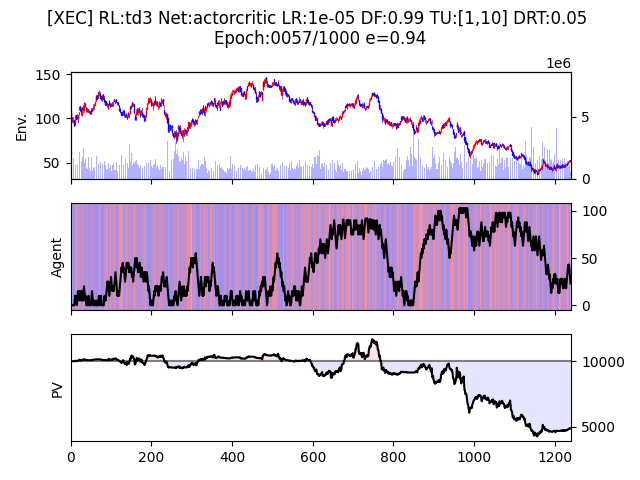 [XEC] RL:td3 Net:actorcritic LR:1e-05 DF:0.99 TU:[1,10] DRT:0.05
Epoch:0057/1000 e=0.94
1e6
150
100
50
Env.
5
0
Agent
100
50
0
PV
10000
5000
0 200 400 600 800 1000 1200